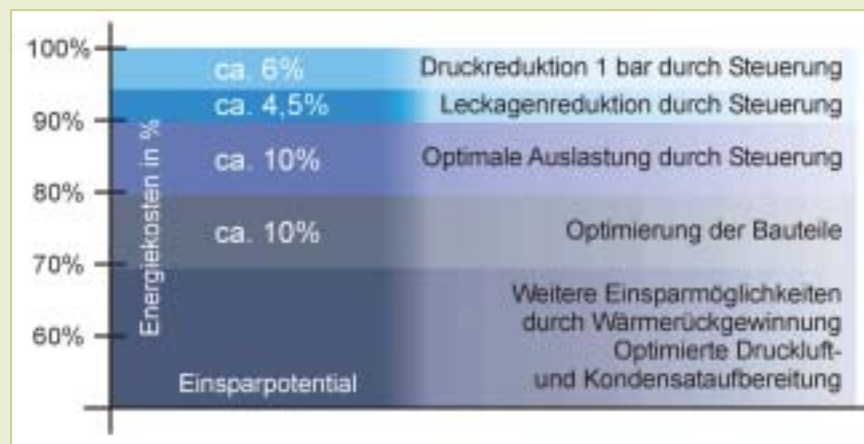 100%
ca. 6% Druckreduktion 1 bar durch Steuerung
ca. 4,5% Leckagenreduktion durch Steuerung
90%
ca. 10% Optimale Auslastung durch Steuerung
80%
ca. 10% Optimierung der Bauteile
70%
Energiekosten in %
60%
Weitere Einsparmöglichkeiten
durch Wärmerückgewinnung
Optimierte Druckluft-
und Kondensataufbereitung
Einsparpotential